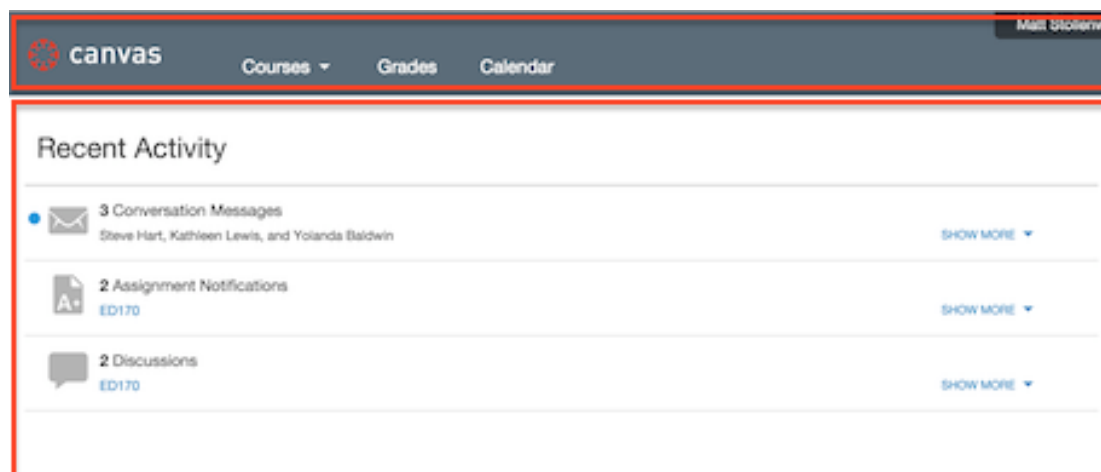 Matt
canvas
Courses
Grades
Calendar
Recent Activity
3 Conversation Messages
Steve Hart, Kathleen Lewis, and Yolanda Baldwin
SHOW MORE
2 Assignment Notifications
A+
ED170
SHOW MORE
2 Discussions
ED170
SHOW MORE